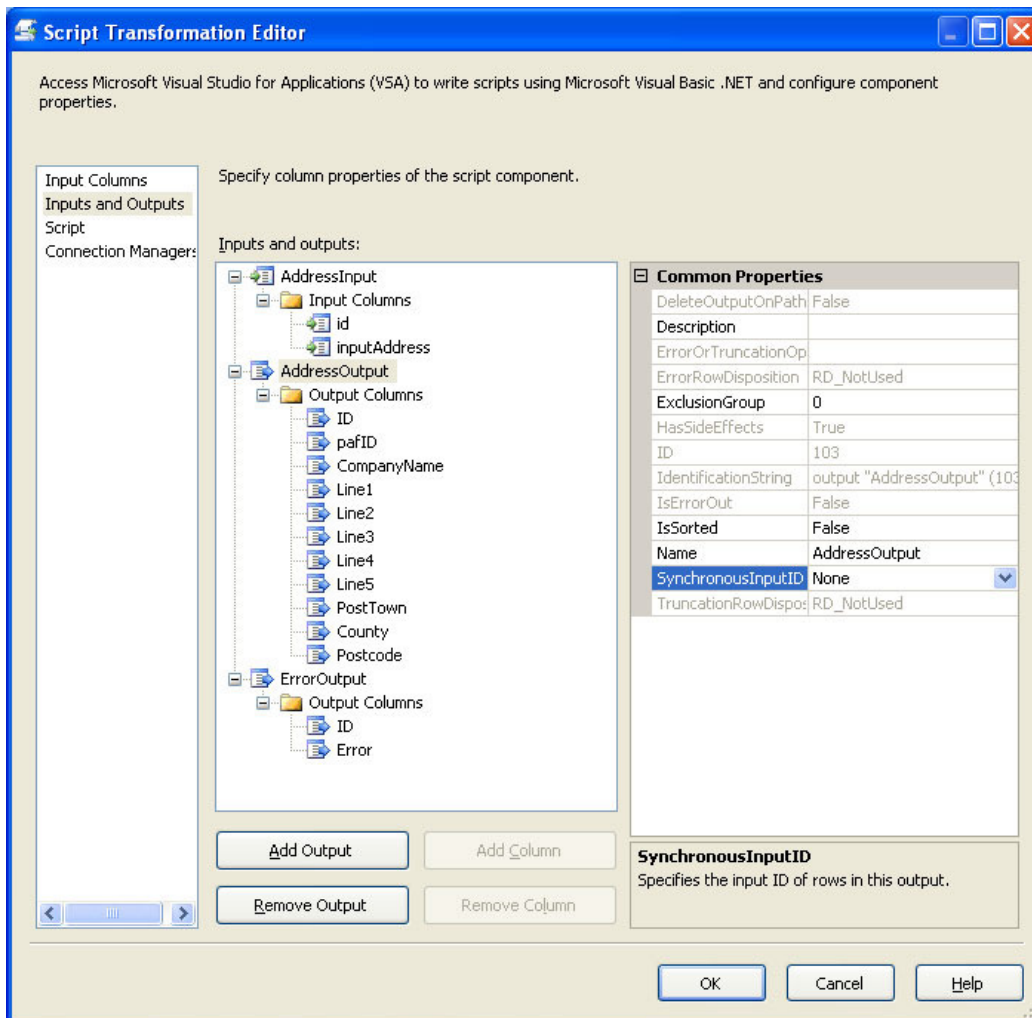 Script Transformation Editor
Access Microsoft Visual Studio for Applications (VSA) to write scripts using Microsoft Visual Basic .NET and configure component
properties.
Input Columns
Inputs and Outputs
Script
Connection Managers
Specify column properties of the script component.
Inputs and outputs:
AddressInput
Input Columns
id
inputAddress
AddressOutput
Output Columns
ID
pafID
CompanyName
Line1
Line2
Line3
Line4
Line5
PostTown
County
Postcode
ErrorOutput
Output Columns
ID
Error
Add Output
Add Column
Remove Output
Remove Column
Common Properties
DeleteOutputOnPath False
Description
ErrorOrTruncationOp
ErrorRowDisposition RD_NotUsed
ExclusionGroup 0
HasSideEffects True
ID 103
IdentificationString output "AddressOutput" (103
IsErrorOut False
IsSorted False
Name AddressOutput
SynchronousInputID None
TruncationRowDispos RD_NotUsed
SynchronousInputID
Specifies the input ID of rows in this output.
OK
Cancel
Help